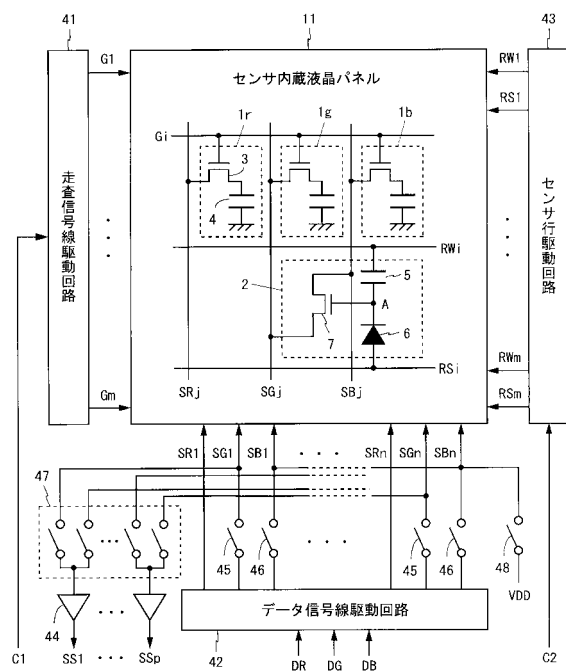 41
11
43
G1
センサ内蔵液晶パネル
RW1
RS1
1r
1g
1b
Gi
3
4
走査信号線駆動回路
センサ行駆動回路
RWi
2
5
A
7
6
RSi
SRj
SGj
SBj
RWm
RSm
Gm
SR1
SG1
SB1
SRn
SGn
SBn
47
45
46
45
46
48
VDD
データ信号線駆動回路
44
42
C1
SS1
SSp
DR
DG
DB
C2